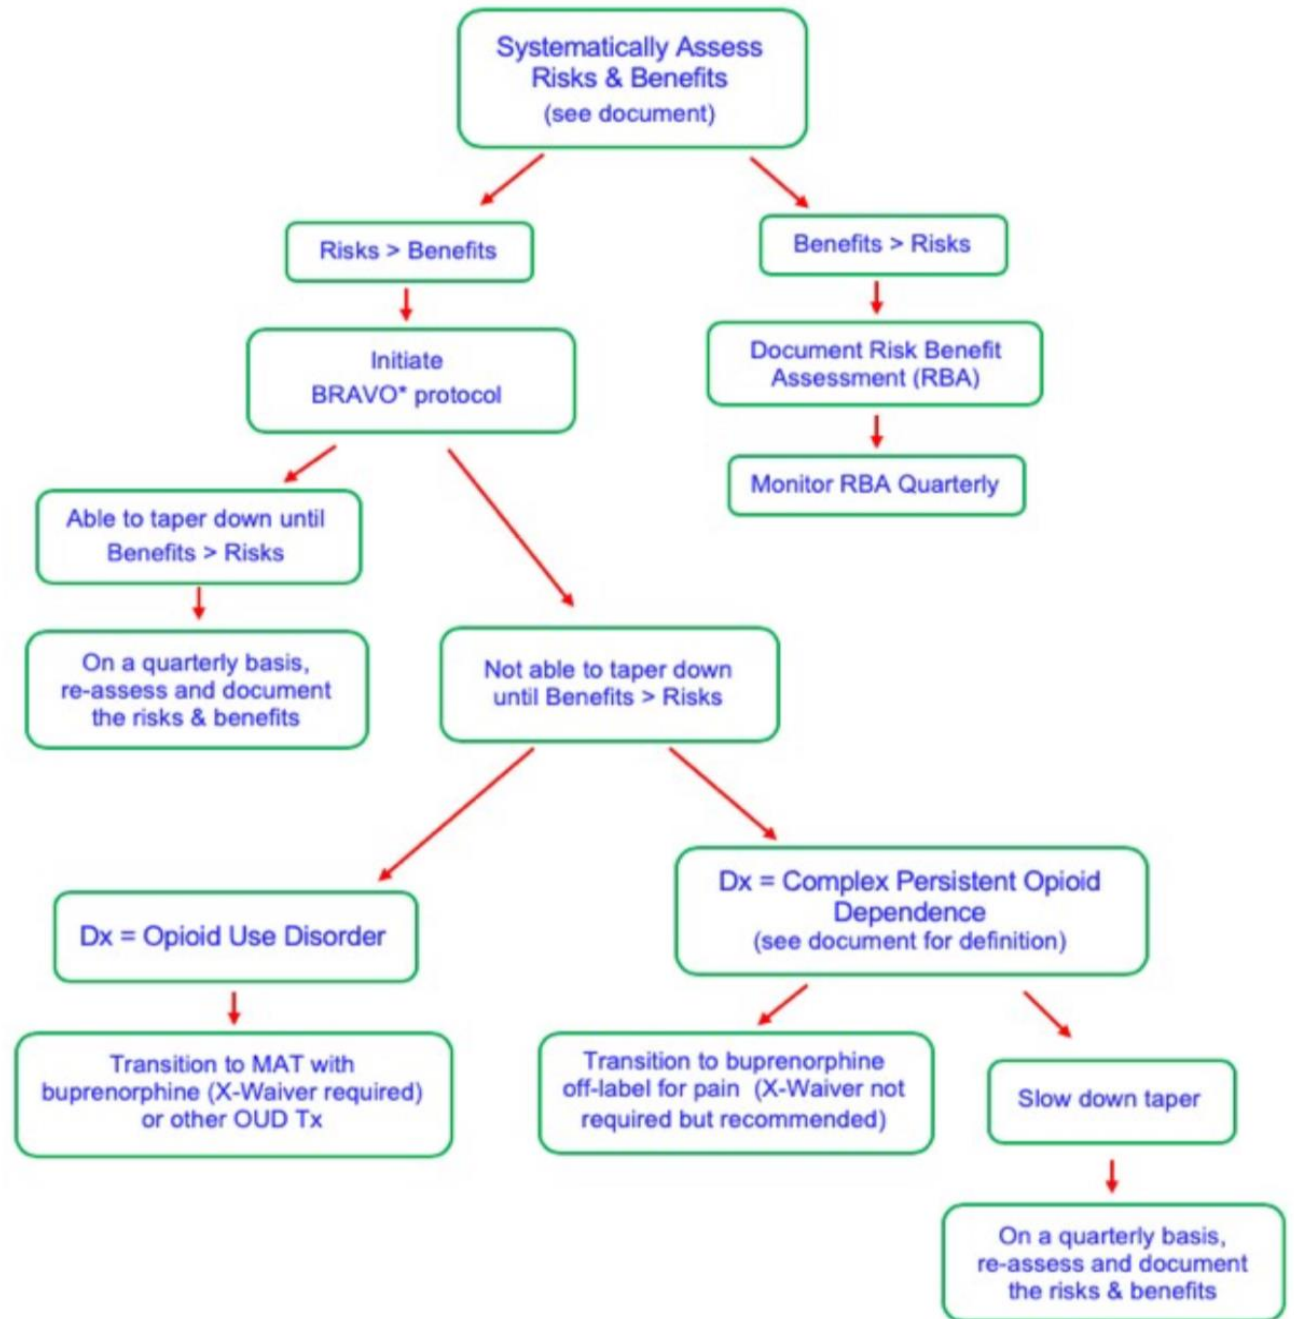 Systematically Assess
Risks & Benefits
(see document)
Risks > Benefits
Benefits > Risks
Initiate
BRAVO* protocol
Document Risk Benefit
Assessment (RBA)
Monitor RBA Quarterly
Able to taper down until
Benefits > Risks
On a quarterly basis,
re-assess and document
the risks & benefits
Not able to taper down
until Benefits > Risks
Dx = Opioid Use Disorder
Dx = Complex Persistent Opioid
Dependence
(see document for definition)
Transition to MAT with
buprenorphine (X-Waiver required)
or other OUD Tx
Transition to buprenorphine
off-label for pain (X-Waiver not
required but recommended)
Slow down taper
On a quarterly basis,
re-assess and document
the risks & benefits